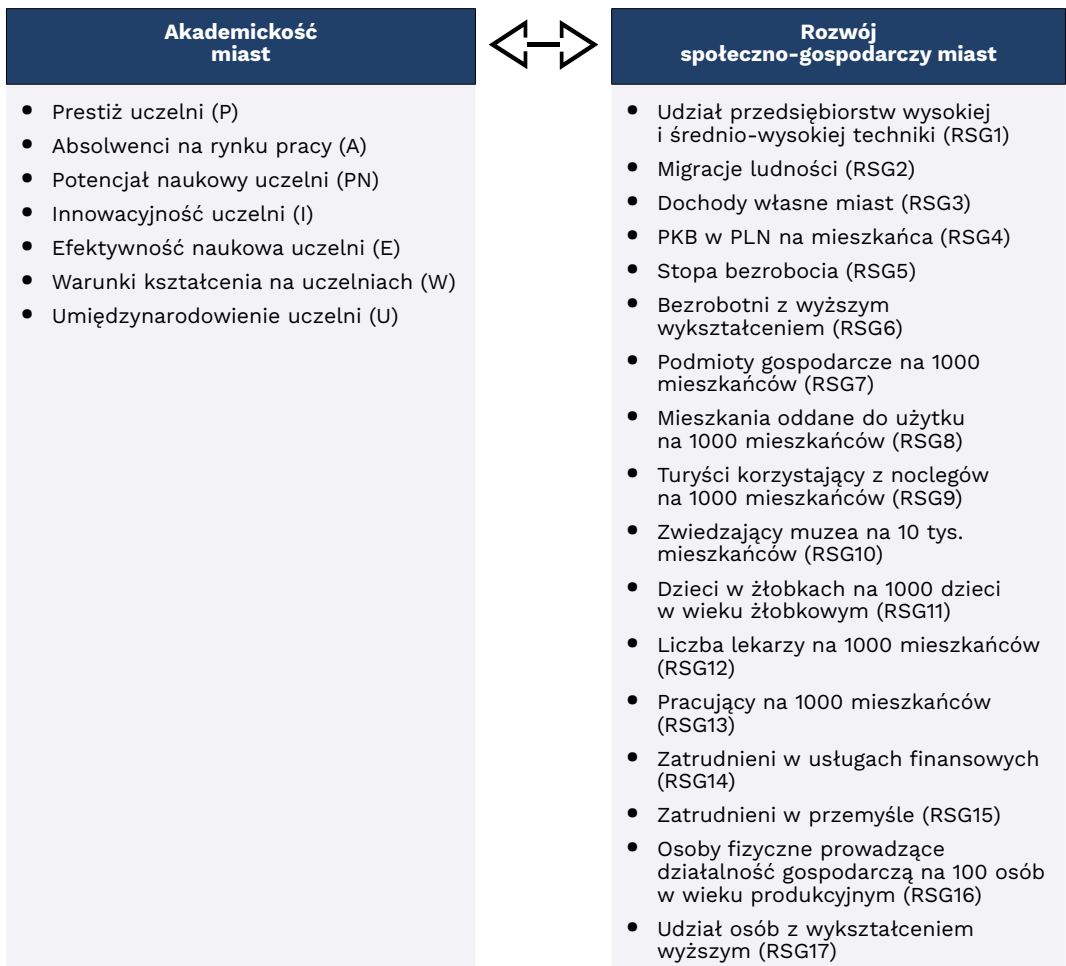 Akademickość
miast
• Prestiż uczelni (P)
• Absolwenci na rynku pracy (A)
• Potencjał naukowy uczelni (PN)
• Innowacyjność uczelni (I)
• Efektywność naukowa uczelni (E)
• Warunki kształcenia na uczelniach (W)
• Umiędzynarodowienie uczelni (U)
Rozwój
społeczno-gospodarczy miast
• Udział przedsiębiorstw wysokiej
i średnio-wysokiej techniki (RSG1)
• Migracje ludności (RSG2)
• Dochody własne miast (RSG3)
• PKB w PLN na mieszkańca (RSG4)
• Stopa bezrobocia (RSG5)
• Bezrobotni z wyższym
wykształceniem (RSG6)
• Podmioty gospodarcze na 1000
mieszkańców (RSG7)
• Mieszkania oddane do użytku
na 1000 mieszkańców (RSG8)
• Turyści korzystający z noclegów
na 1000 mieszkańców (RSG9)
• Zwiedzający muzea na 10 tys.
mieszkańców (RSG10)
• Dzieci w żłobkach na 1000 dzieci
w wieku żłobkowym (RSG11)
• Liczba lekarzy na 1000 mieszkańców
(RSG12)
• Pracujący na 1000 mieszkańców
(RSG13)
• Zatrudnieni w usługach finansowych
(RSG14)
• Zatrudnieni w przemyśle (RSG15)
• Osoby fizyczne prowadzące
działalność gospodarczą na 100 osób
w wieku produkcyjnym (RSG16)
• Udział osób z wykształceniem
wyższym (RSG17)